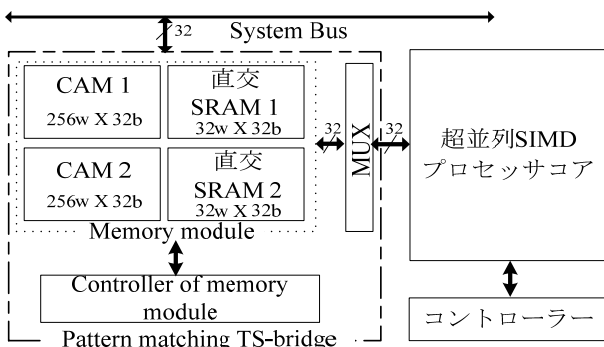 32
System Bus
CAM 1
256w X 32b
直交
SRAM 1
32w X 32b
CAM 2
256w X 32b
直交
SRAM 2
32w X 32b
Memory module
32
MUX
32
超並列SIMD
プロセッサコア
Controller of memory
module
Pattern matching TS-bridge
コントローラー